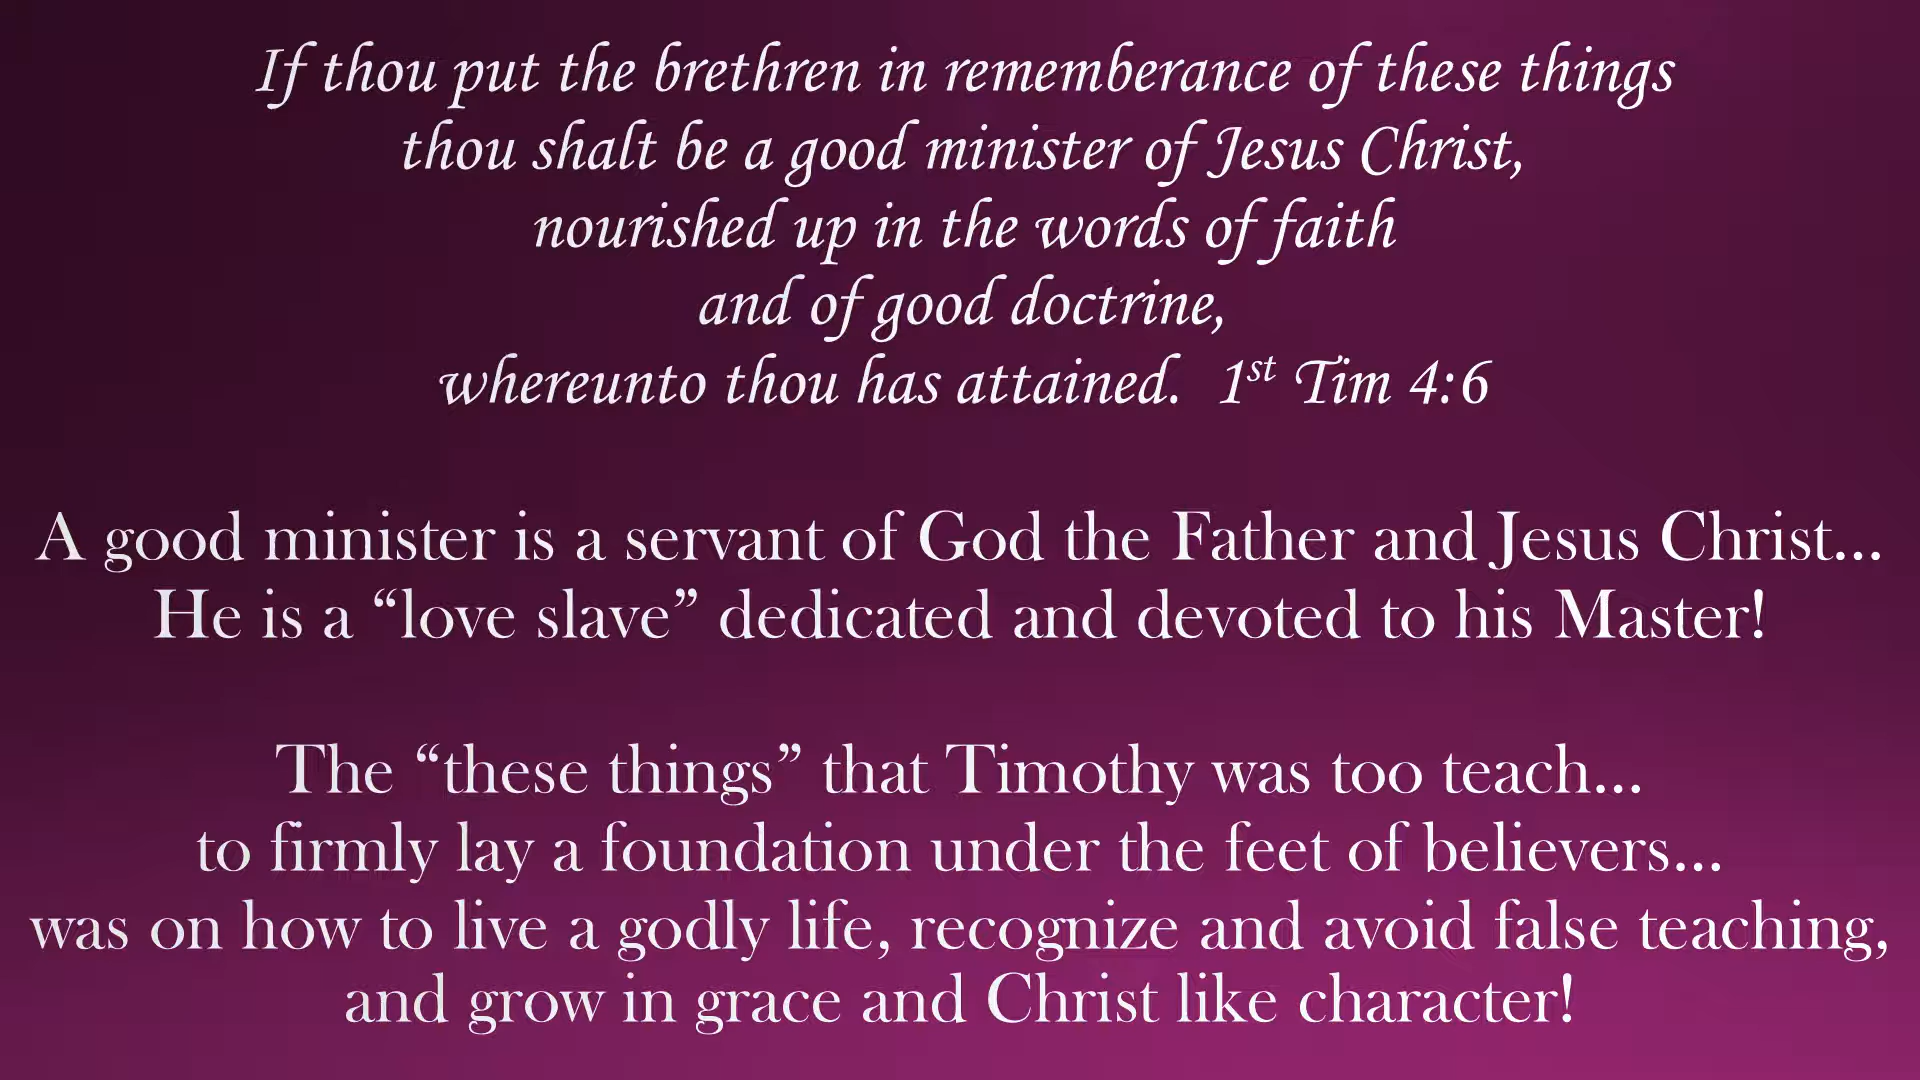 If thou put the brethren in rememberance of these things
thou shalt be a good minister of Jesus Christ,
nourished up in the words of faith
and of good doctrine,
whereunto thou has attained.  1st Tim 4:6
A good minister is a servant of God the Father and Jesus Christ…
He is a “love slave” dedicated and devoted to his Master!
The “these things” that Timothy was too teach…
to firmly lay a foundation under the feet of believers…
was on how to live a godly life, recognize and avoid false teaching,
and grow in grace and Christ like character!